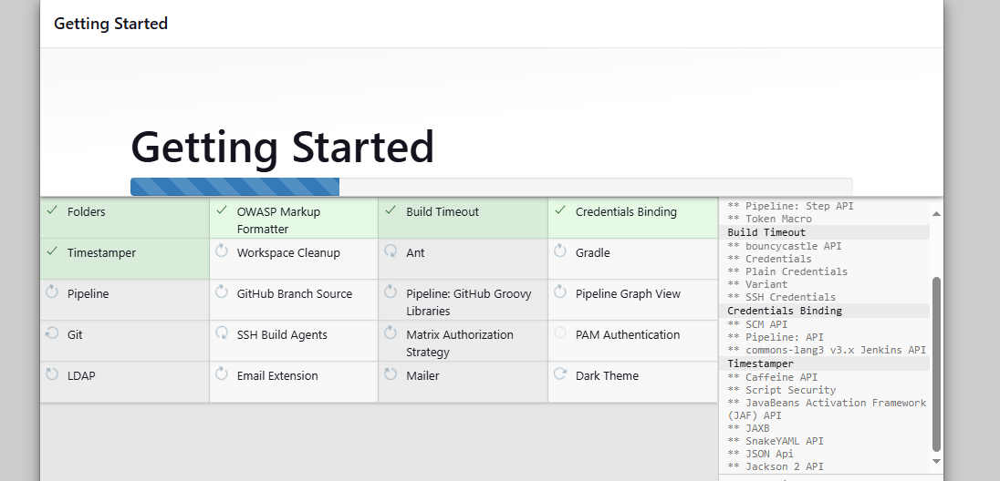 Getting Started
Getting Started
Folders
OWASP Markup
Formatter
Build Timeout
Credentials Binding
Timestamper
Workspace Cleanup
Ant
Gradle
Pipeline
GitHub Branch Source
Pipeline: GitHub Groovy
Libraries
Pipeline Graph View
Git
SSH Build Agents
Matrix Authorization
Strategy
PAM Authentication
LDAP
Email Extension
Mailer
Dark Theme
** Pipeline: Step API
** Token Macro
Build Timeout
** bouncycastle API
** Credentials
** Plain Credentials
** Variant
** SSH Credentials
Credentials Binding
** SCM API
** Pipeline: API
** commons-lang3 v3.x Jenkins API
Timestamper
** Caffeine API
** Script Security
** JavaBeans Activation Framework
(JAF) API
** JAXB
** SnakeYAML API
** JSON Api
** Jackson 2 API